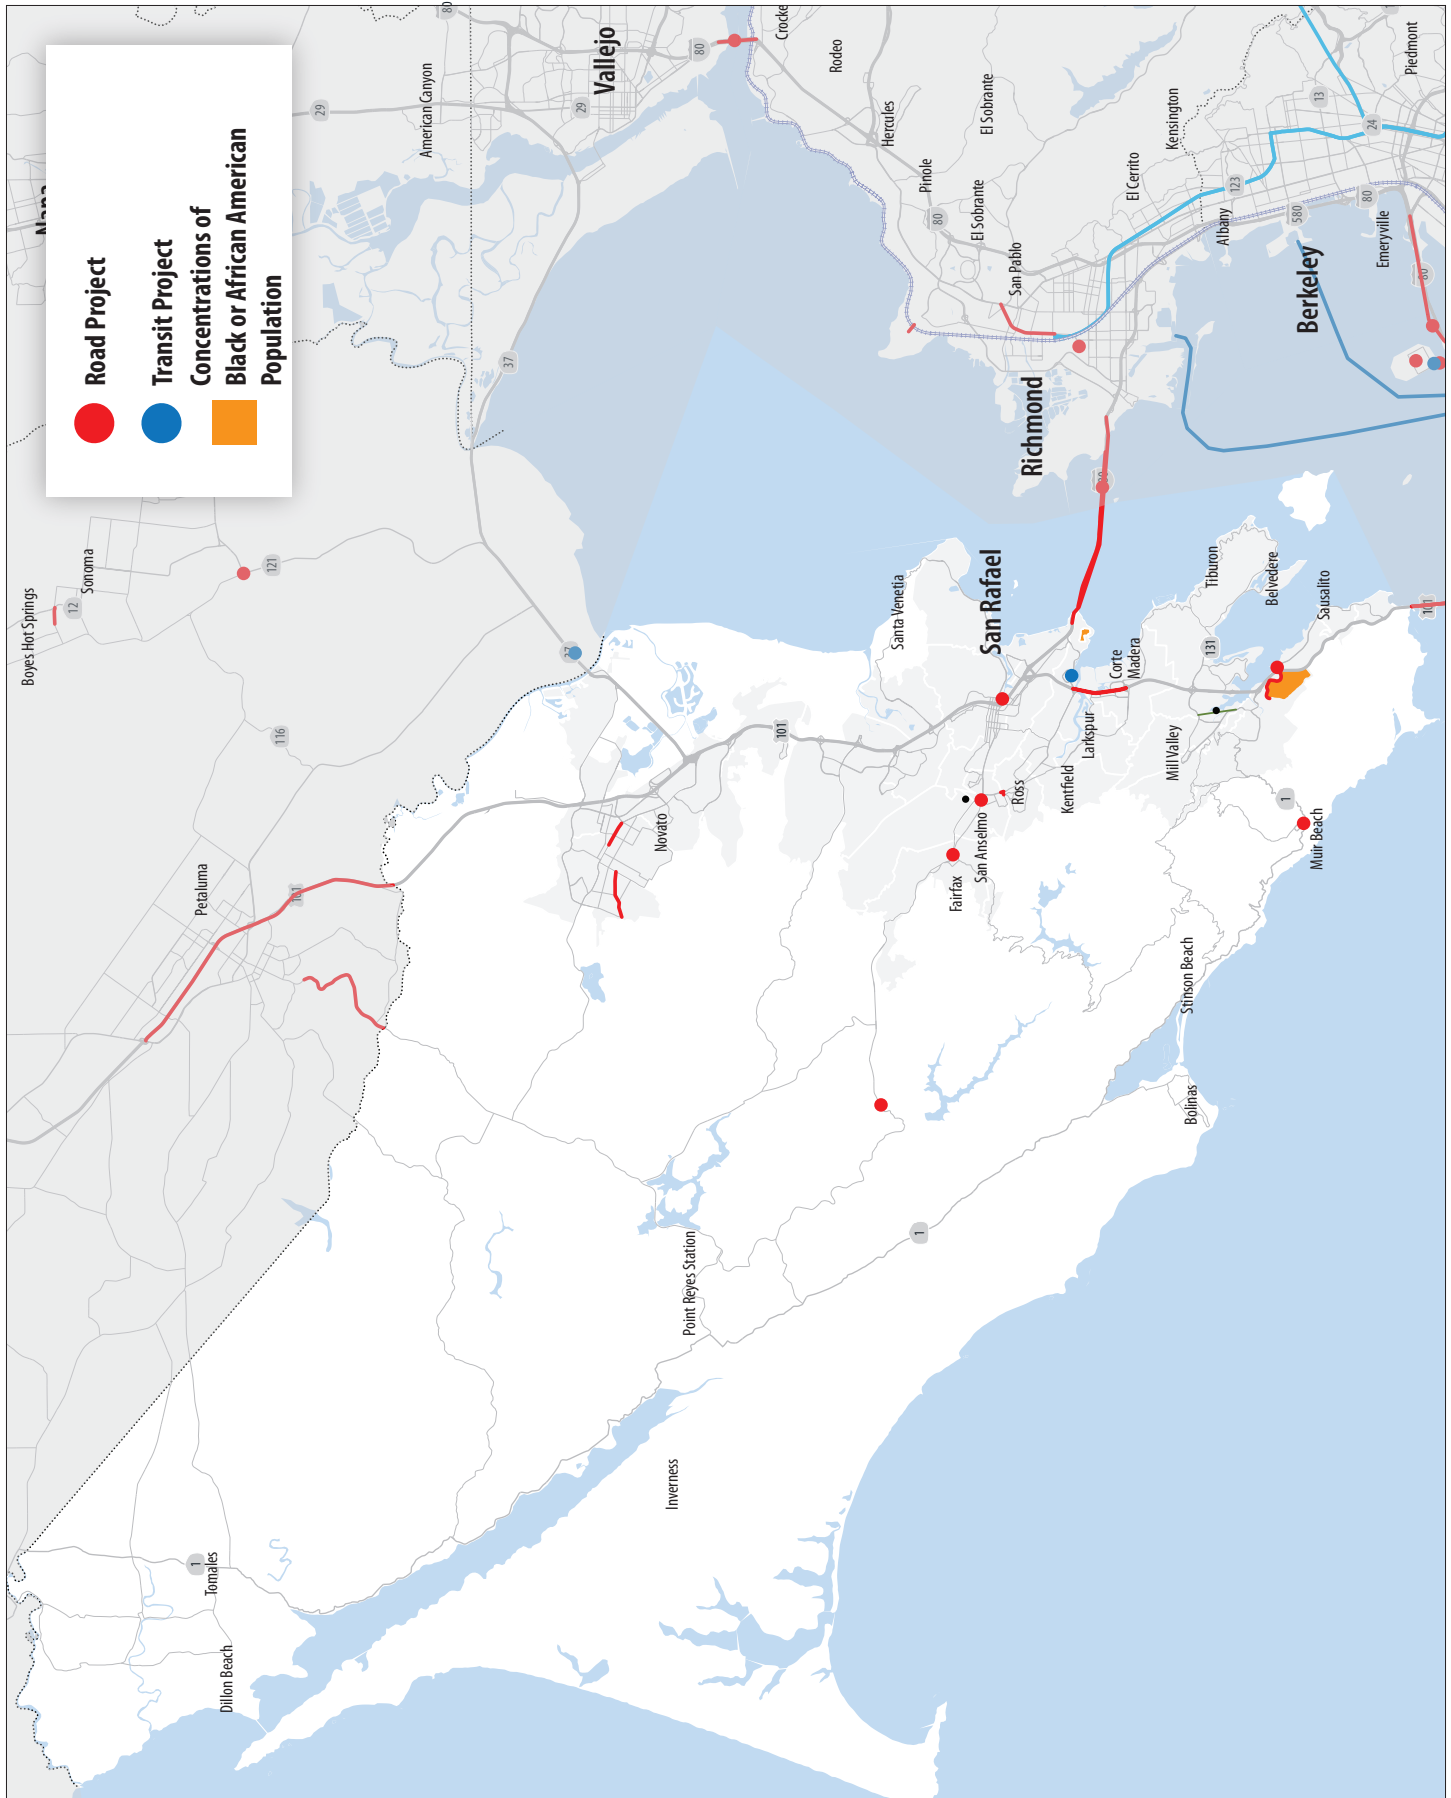 Road Project
Transit Project
Concentrations of
Black or African American
Population
Napa
29
American Canyon
80
Vallejo
29
80
Crocke
Rodeo
Hercules
El Sobrante
Pinole
80
El Sobrante
San Pablo
Kensington
El Cerrito
123
Albany
580
80
Emeryville
80
Berkeley
13
24
Piedmont
Richmond
37
Boyes Hot Springs
12
Sonoma
121
116
37
Petaluma
101
Novato
101
Santa Venetia
San Rafael
Tiburon
Belvedere
Sausalito
131
101
Corte
Madera
Larkspur
Kentfield
Ross
San Anselmo
Fairfax
Mill Valley
1
Muir Beach
Stinson Beach
Bolinas
1
Point Reyes Station
Inverness
1
Tomales
Dillon Beach